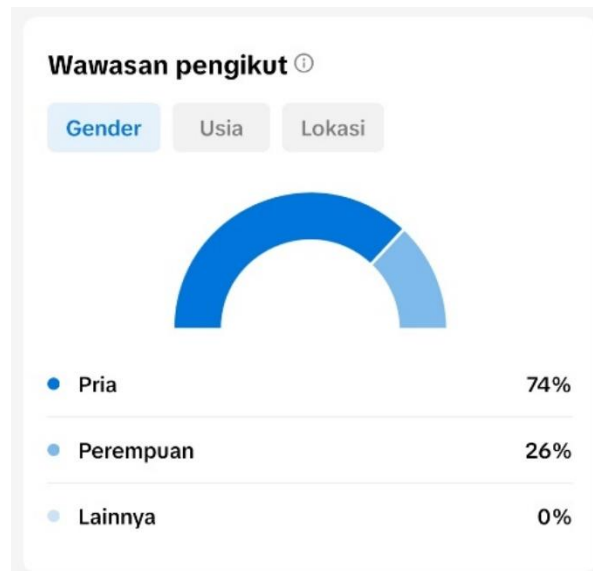 Wawasan pengikut
Gender Usia Lokasi
Pria 74%
Perempuan 26%
Lainnya 0%